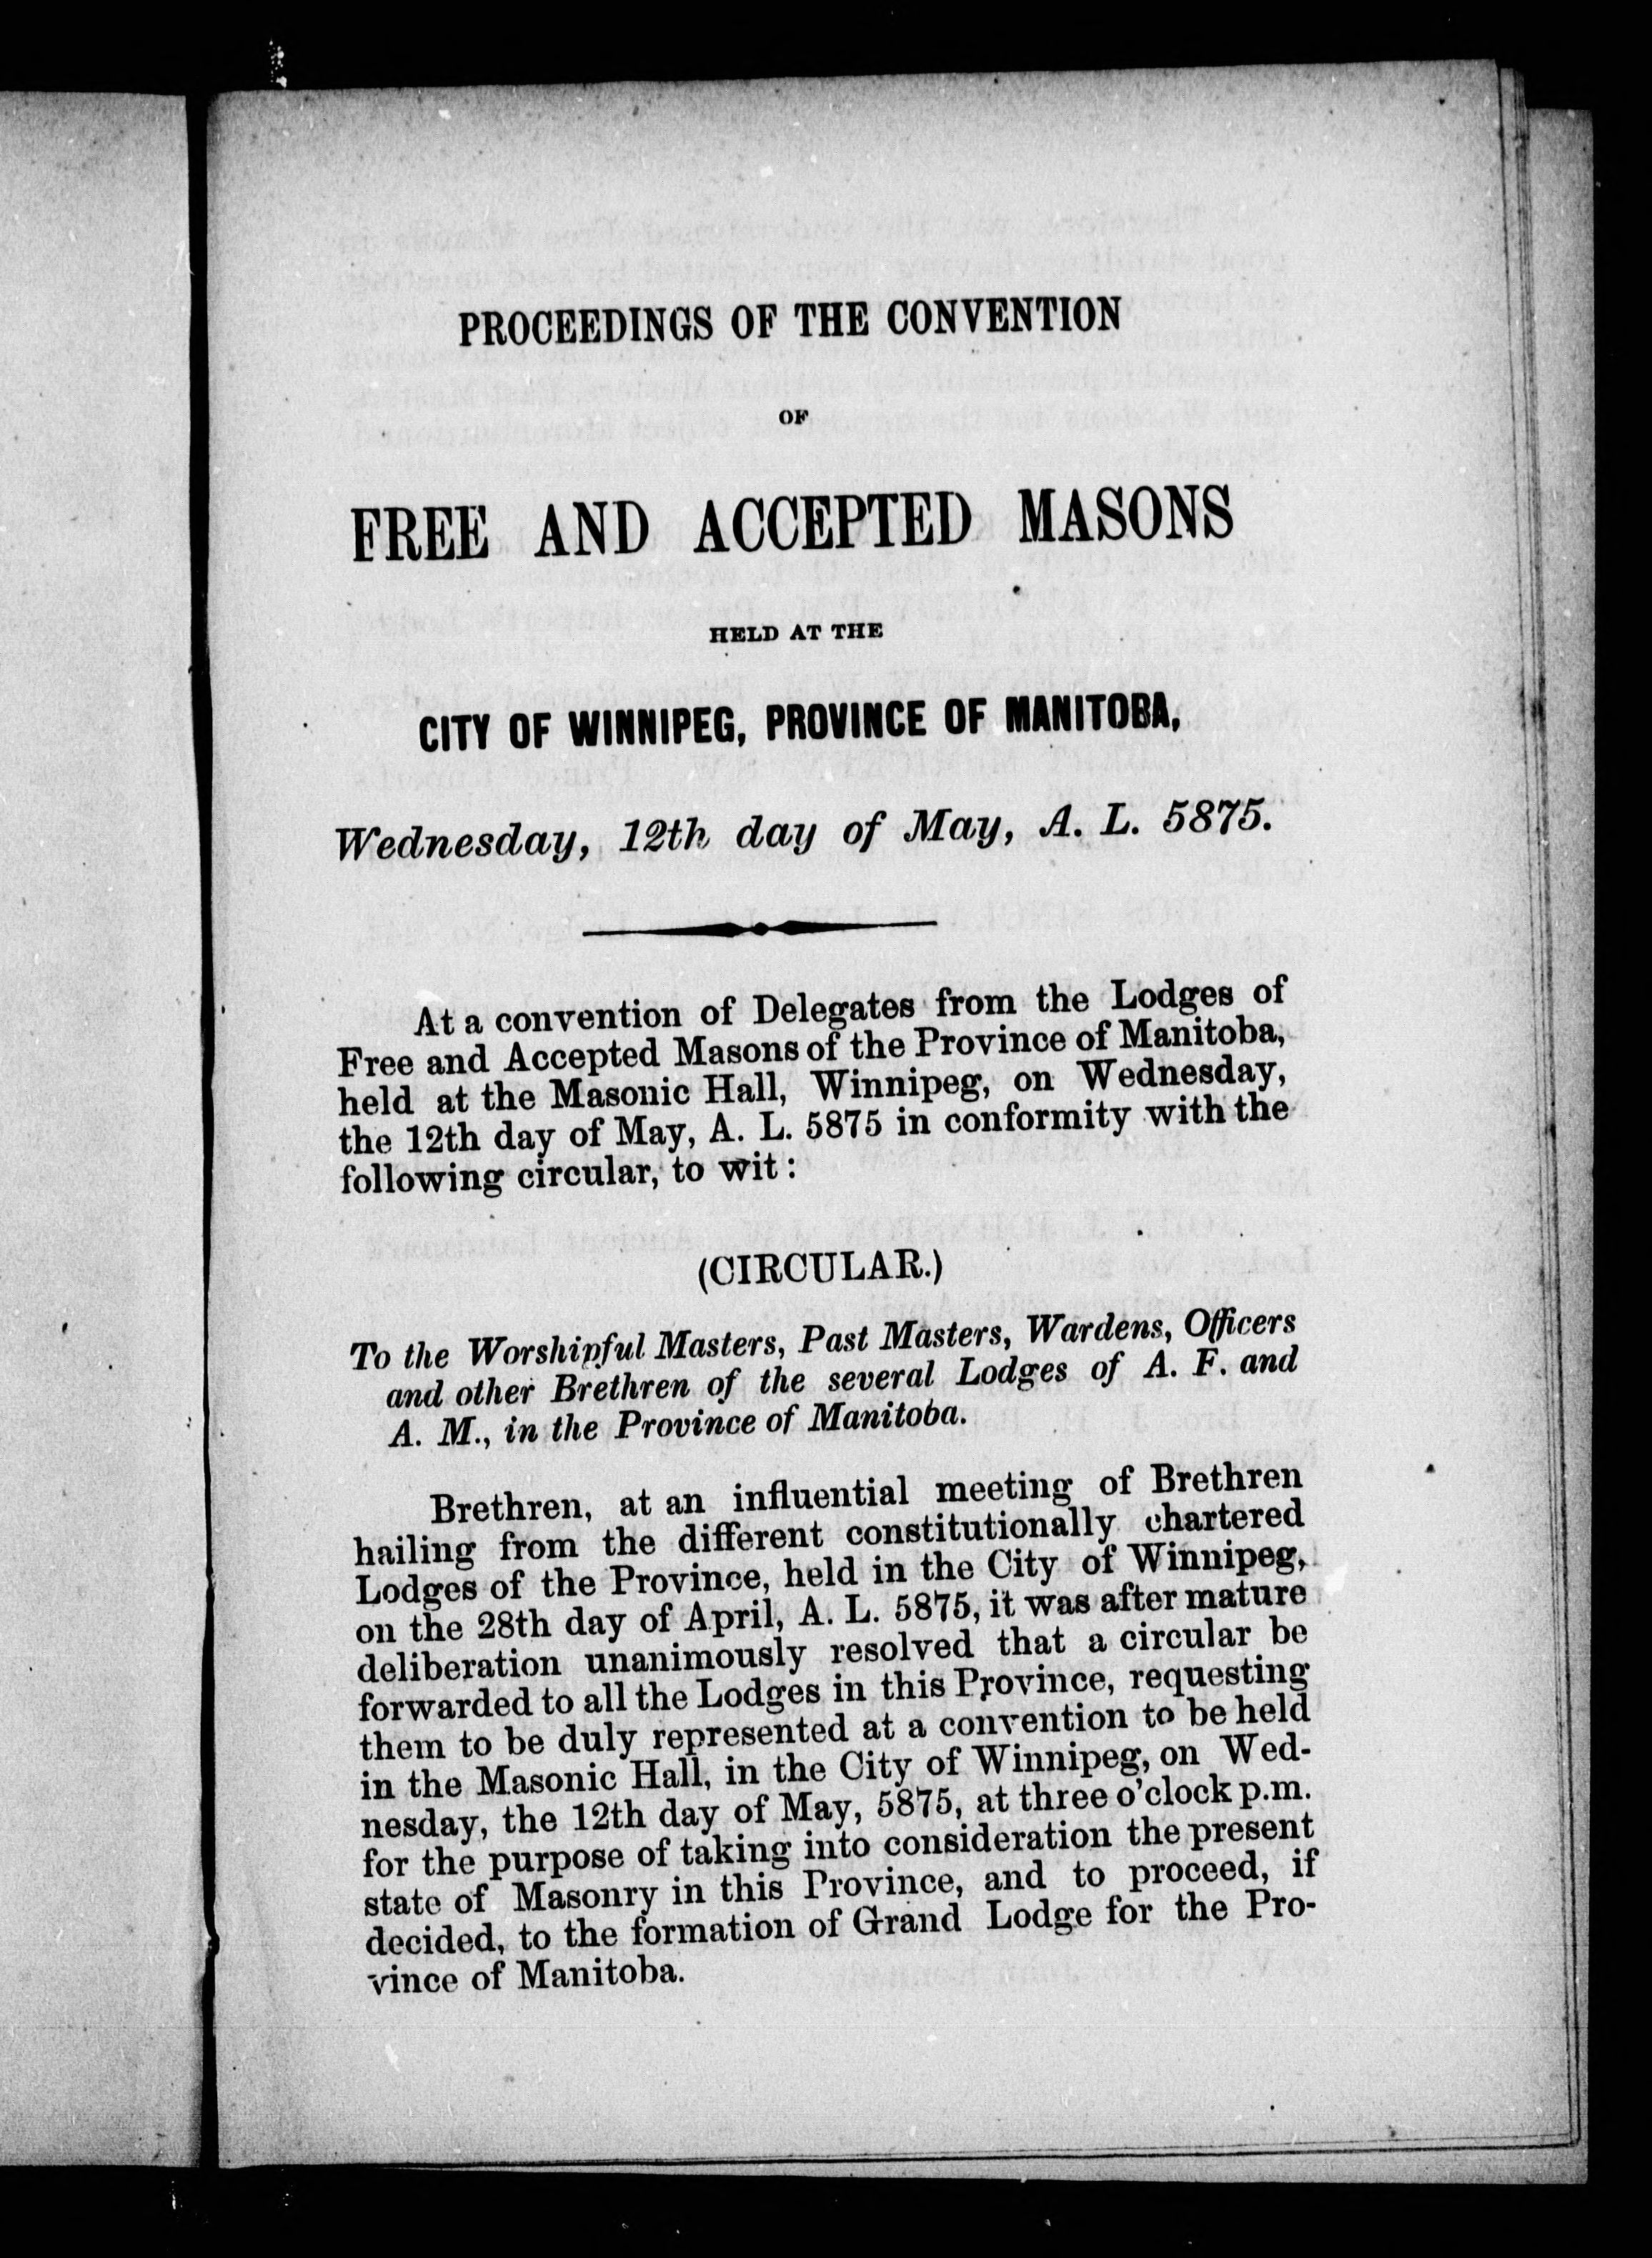 PROCEEDINGS OF THE CONVENTION
OF
FREE AND ACCEPTED MASONS
HELD AT THE
CITY OF WINNIPEG, PROVINCE OF MANITOBA,
Wednesday, 12th day of May, A. L. 5875.
At a convention of Delegates from the Lodges of
Free and Accepted Masons of the Province of Manitoba,
held at the Masonic Hall, Winnipeg, on Wednesday,
the 12th day of May, A. L. 5875 in conformity with the
following circular, to wit:
(CIRCULAR.)
To the Worshipful Masters, Past Masters, Wardens, Officers
and other Brethren of the several Lodges of A. F. and
A. M., in the Province of Manitoba.
Brethren, at an influential meeting of Brethren
hailing from the different constitutionally chartered
Lodges of the Province, held in the City of Winnipeg,
on the 28th day of April, A. L. 5875, it was after mature
deliberation unanimously resolved that a circular be
forwarded to all the Lodges in this Province, requesting
them to be duly represented at a convention to be held
in the Masonic Hall, in the City of Winnipeg, on Wed-
nesday, the 12th day of May, 5875, at three o'clock p.m.
for the purpose of taking into consideration the present
state of Masonry in this Province, and to proceed, if
decided, to the formation of Grand Lodge for the Pro-
vince of Manitoba.